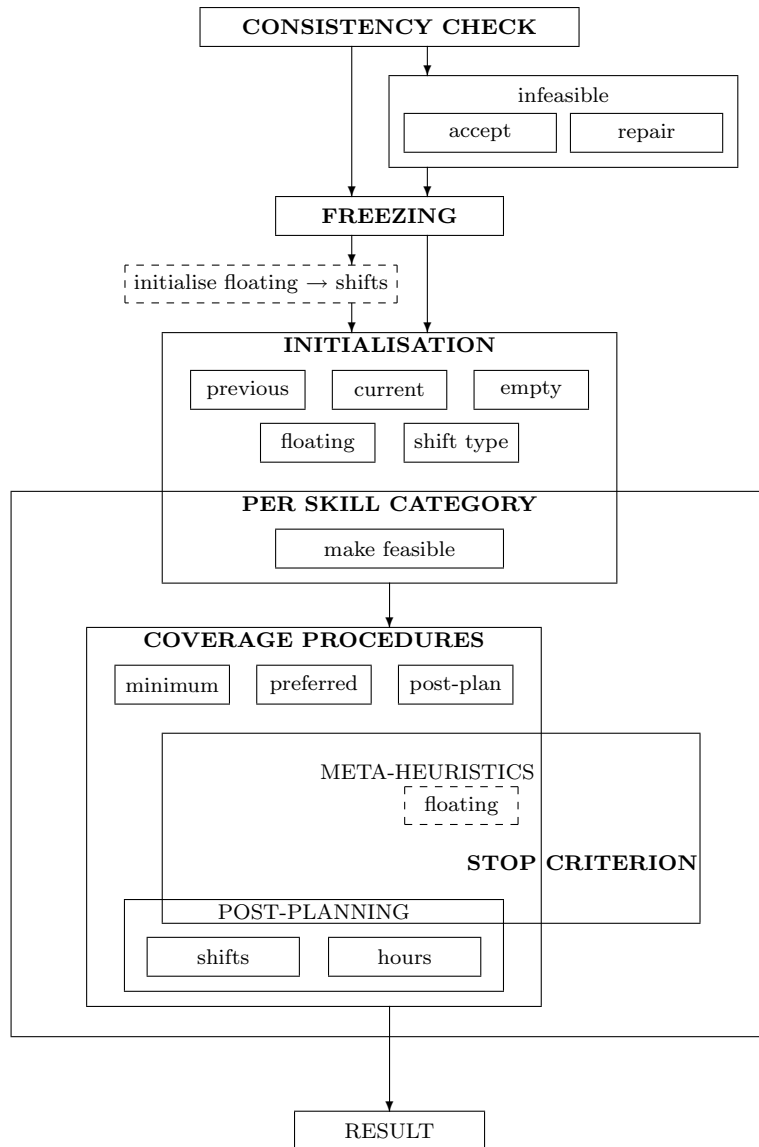 CONSISTENCY CHECK
infeasible
accept repair
FREEZING
initialise floating → shifts
INITIALISATION
previous current empty
floating shift type
PER SKILL CATEGORY
make feasible
COVERAGE PROCEDURES
minimum preferred post-plan
META-HEURISTICS
floating
STOP CRITERION
POST-PLANNING
shifts hours
RESULT